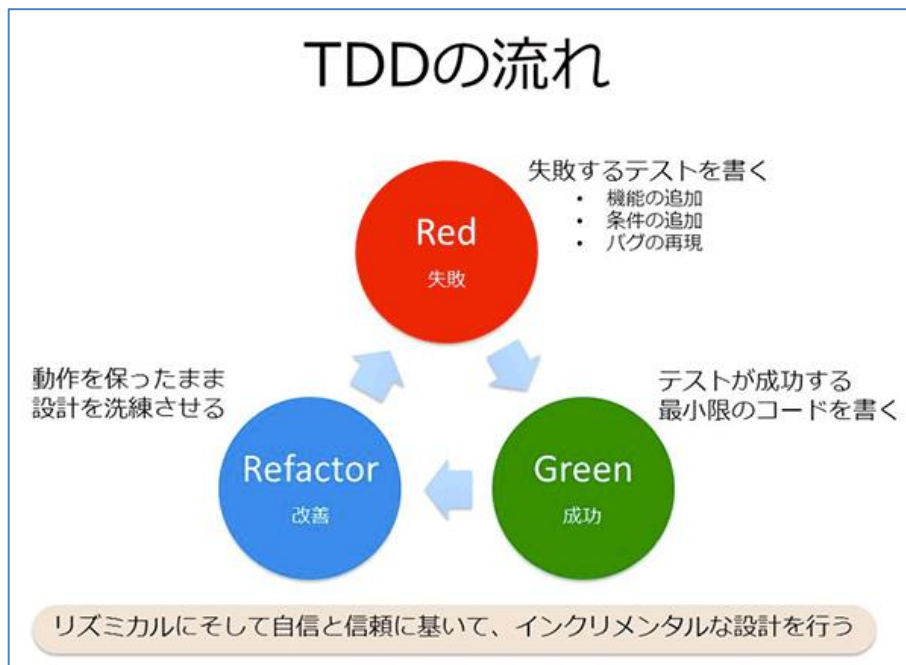 TDDの流れ
Red
失敗
失敗するテストを書く
• 機能の追加
• 条件の追加
• バグの再現
Green
成功
テストが成功する
最小限のコードを書く
Refactor
改善
動作を保ったまま
設計を洗練させる
リズミカルにそして自信と信頼に基いて、インクリメンタルな設計を行う